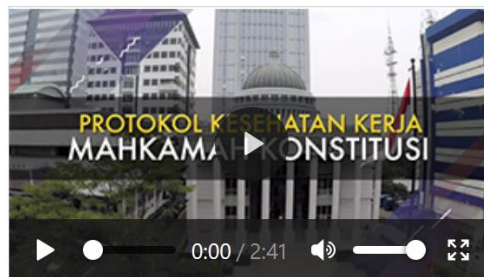 PROTOKOL KESEHATAN KERJA
MAHKAMAH KONSTITUSI
0:00 / 2:41